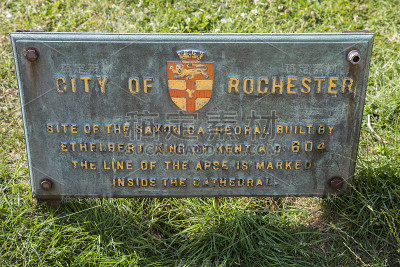 CITY OF ROCHESTER
SITE OF THE SAXON CATHEDRAL BUILT BY
ETHELBERT KING OF KENT A.D. 604
THE LINE OF THE APSE IS MARKED
INSIDE THE CATHEDRAL